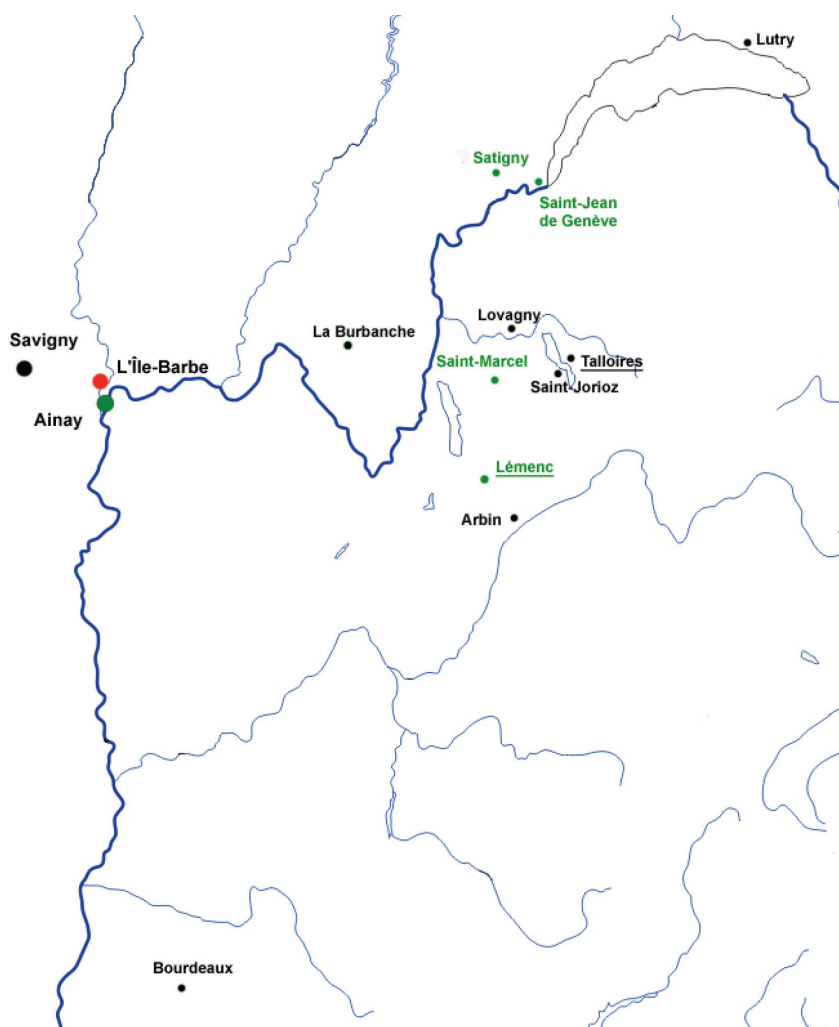 Lutry
Satigny
Saint-Jean
de Genève
Lovagny
La Burbanche
Savigny
L'Île-Barbe
Saint-Marcel
Talloires
Saint-Jorioz
Ainay
Lémenc
Arbin
Bourdeaux